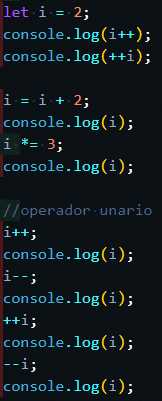 let i = 2;
console.log(i++);
console.log(++i);
i = i + 2;
console.log(i);
i *= 3;
console.log(i);
//operador unario
i++;
console.log(i);
i--;
console.log(i);
++i;
console.log(i);
--i;
console.log(i);